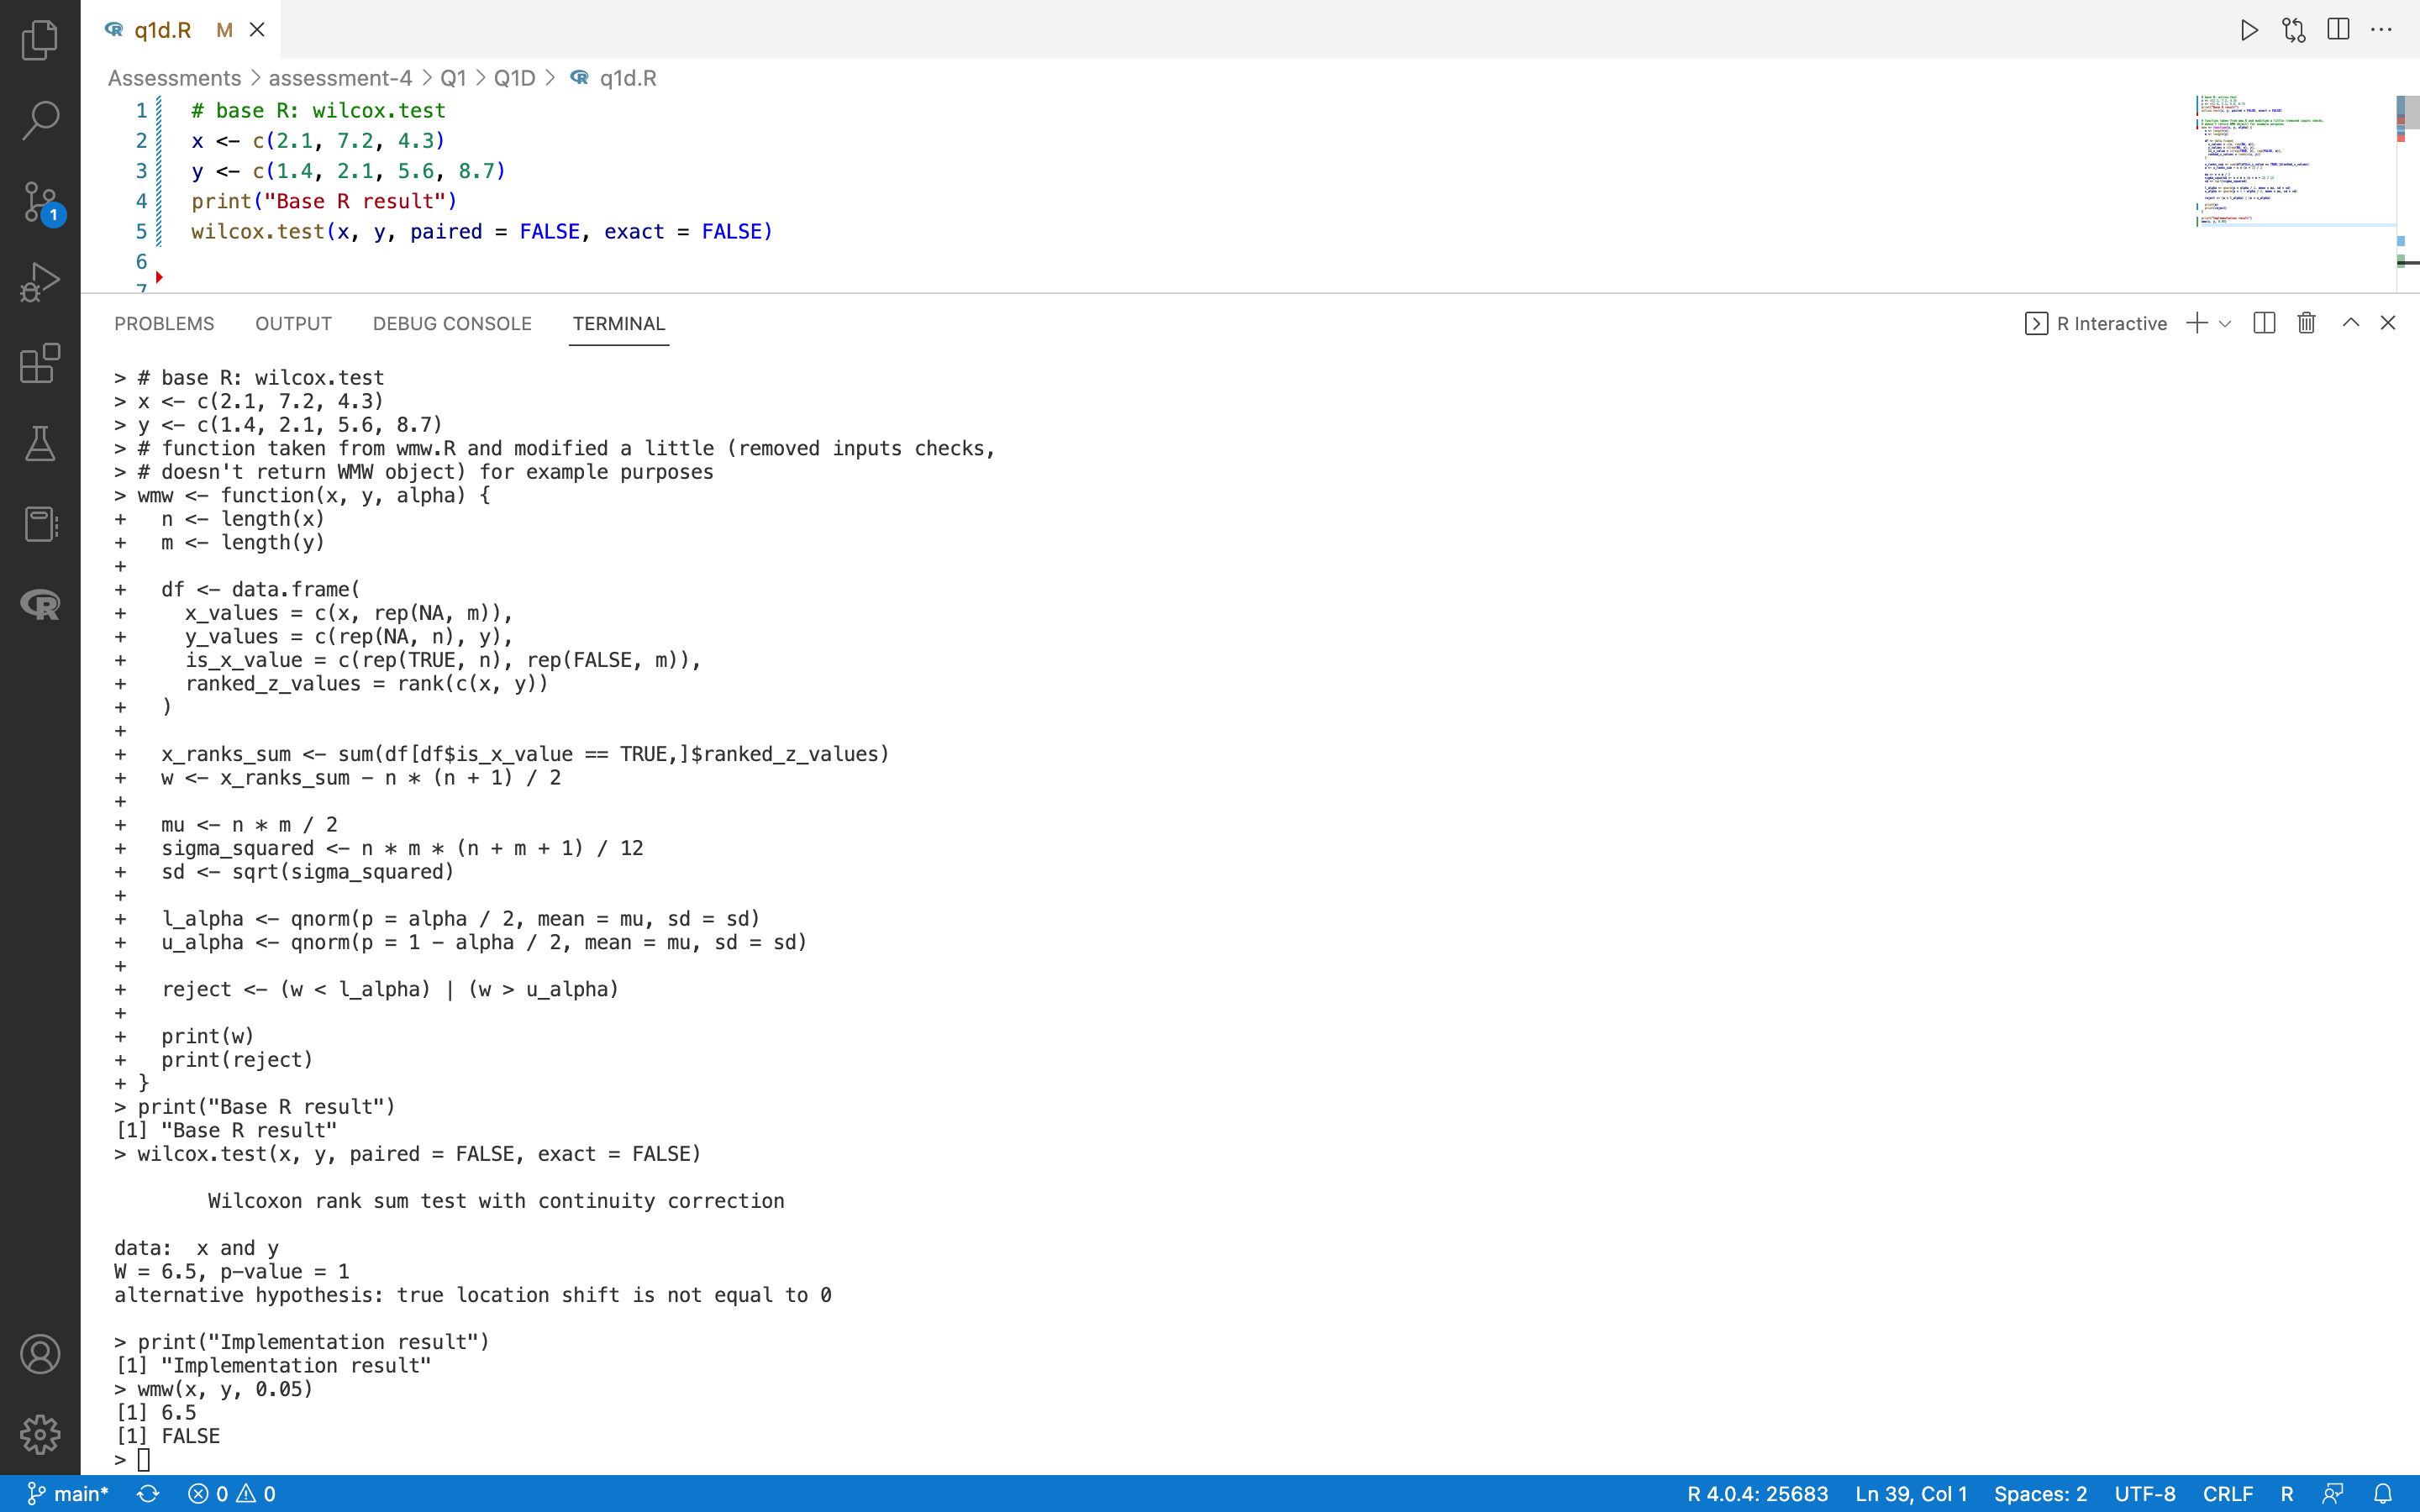 q1d.R M
Assessments > assessment-4 > Q1 > Q1D > q1d.R
1 # base R: wilcox.test
2 x <- c(2.1, 7.2, 4.3)
3 y <- c(1.4, 2.1, 5.6, 8.7)
4 print("Base R result")
5 wilcox.test(x, y, paired = FALSE, exact = FALSE)
6
7
1
PROBLEMS OUTPUT DEBUG CONSOLE TERMINAL R Interactive
> # base R: wilcox.test
> x <- c(2.1, 7.2, 4.3)
> y <- c(1.4, 2.1, 5.6, 8.7)
> # function taken from wmw.R and modified a little (removed inputs checks,
> # doesn't return WMW object) for example purposes
> wmw <- function(x, y, alpha) {
+   n <- length(x)
+   m <- length(y)
+
+   df <- data.frame(
+     x_values = c(x, rep(NA, m)),
+     y_values = c(rep(NA, n), y),
+     is_x_value = c(rep(TRUE, n), rep(FALSE, m)),
+     ranked_z_values = rank(c(x, y))
+   )
+
+   x_ranks_sum <- sum(df[df$is_x_value == TRUE,]$ranked_z_values)
+   w <- x_ranks_sum - n * (n + 1) / 2
+
+   mu <- n * m / 2
+   sigma_squared <- n * m * (n + m + 1) / 12
+   sd <- sqrt(sigma_squared)
+
+   l_alpha <- qnorm(p = alpha / 2, mean = mu, sd = sd)
+   u_alpha <- qnorm(p = 1 - alpha / 2, mean = mu, sd = sd)
+
+   reject <- (w < l_alpha) | (w > u_alpha)
+
+   print(w)
+   print(reject)
+ }
> print("Base R result")
[1] "Base R result"
> wilcox.test(x, y, paired = FALSE, exact = FALSE)
        Wilcoxon rank sum test with continuity correction
data:  x and y
W = 6.5, p-value = 1
alternative hypothesis: true location shift is not equal to 0
> print("Implementation result")
[1] "Implementation result"
> wmw(x, y, 0.05)
[1] 6.5
[1] FALSE
>
main* 0 0 R 4.0.4: 25683 Ln 39, Col 1 Spaces: 2 UTF-8 CRLF R